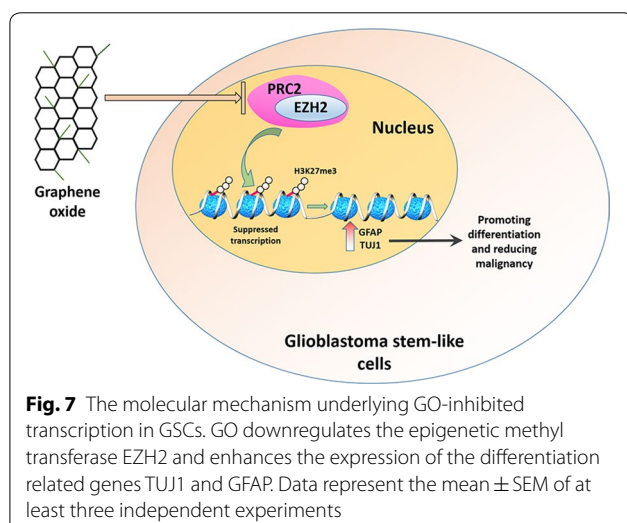 PRC2
EZH2
Nucleus
Graphene
oxide
H3K27me3
Suppressed
transcription
GFAP
TUJ1
Promoting
differentiation
and reducing
malignancy
Glioblastoma stem-like
cells
Fig. 7 The molecular mechanism underlying GO-inhibited
transcription in GSCs. GO downregulates the epigenetic methyl
transferase EZH2 and enhances the expression of the differentiation
related genes TUJ1 and GFAP. Data represent the mean ± SEM of at
least three independent experiments